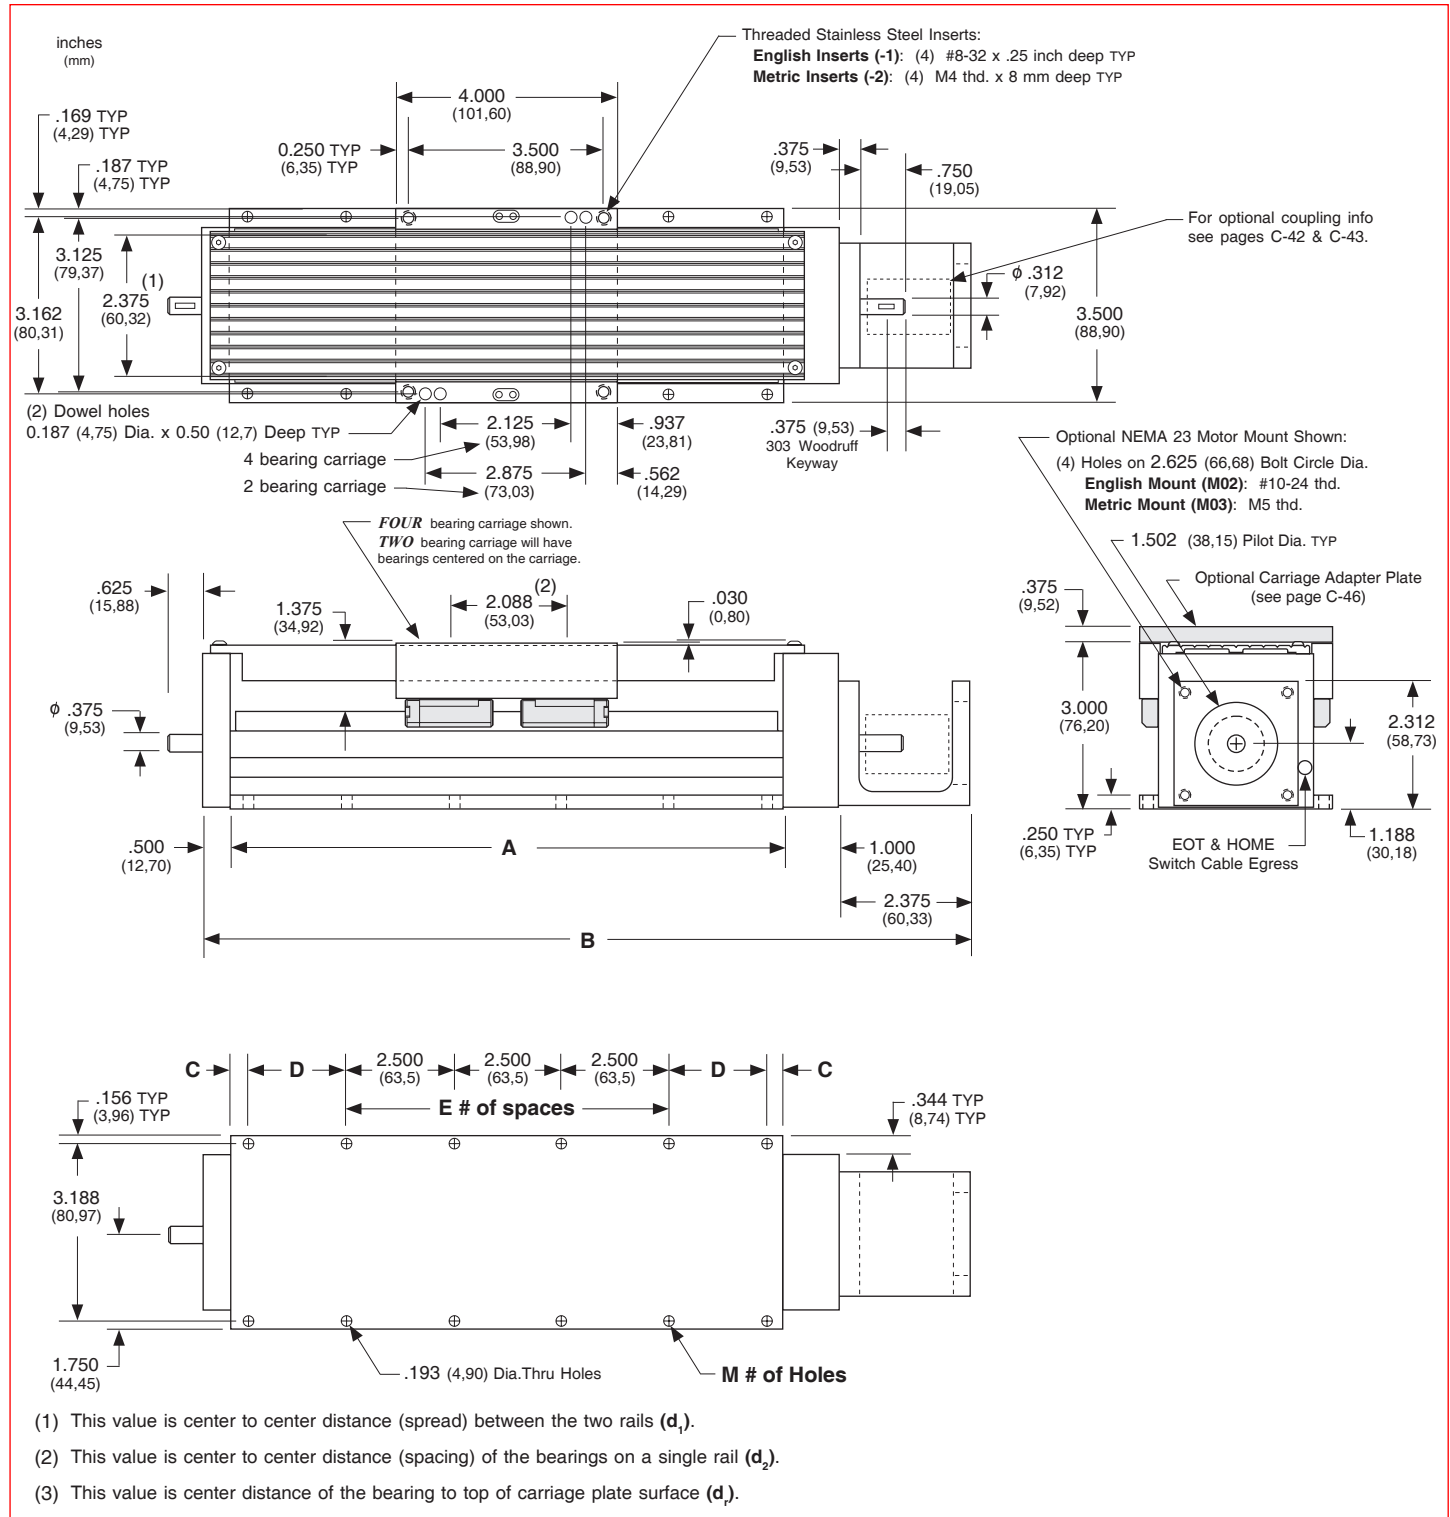 inches
(mm)
Threaded Stainless Steel Inserts:
English Inserts (-1): (4) #8-32 x .25 inch deep TYP
Metric Inserts (-2): (4) M4 thd. x 8 mm deep TYP
4.000
(101,60)
.169 TYP
(4,29) TYP
0.250 TYP
(6,35) TYP
3.500
(88,90)
.375
(9,53)
.187 TYP
(4,75) TYP
.750
(19,05)
For optional coupling info
see pages C-42 & C-43.
3.125
(79,37)
(1)
2.375
(60,32)
3.162
(80,31)
ϕ .312
(7,92)
3.500
(88,90)
(2) Dowel holes
0.187 (4,75) Dia. x 0.50 (12,7) Deep TYP
2.125
(53,98)
.937
(23,81)
.375 (9,53)
303 Woodruff
Keyway
4 bearing carriage
2.875
(73,03)
.562
(14,29)
2 bearing carriage
Optional NEMA 23 Motor Mount Shown:
(4) Holes on 2.625 (66,68) Bolt Circle Dia.
English Mount (M02): #10-24 thd.
Metric Mount (M03): M5 thd.
FOUR bearing carriage shown.
TWO bearing carriage will have
bearings centered on the carriage.
1.502 (38,15) Pilot Dia. TYP
.625
(15,88)
1.375
(34,92)
(2)
2.088
(53,03)
.030
(0,80)
.375
(9,52)
Optional Carriage Adapter Plate
(see page C-46)
ϕ .375
(9,53)
3.000
(76,20)
2.312
(58,73)
.500
(12,70)
A
1.000
(25,40)
.250 TYP
(6,35) TYP
EOT & HOME
Switch Cable Egress
1.188
(30,18)
2.375
(60,33)
B
C
D
2.500
(63,5)
2.500
(63,5)
2.500
(63,5)
D
C
.156 TYP
(3,96) TYP
E # of spaces
.344 TYP
(8,74) TYP
3.188
(80,97)
1.750
(44,45)
.193 (4,90) Dia.Thru Holes
M # of Holes
(1) This value is center to center distance (spread) between the two rails (d₁).
(2) This value is center to center distance (spacing) of the bearings on a single rail (d₂).
(3) This value is center distance of the bearing to top of carriage plate surface (dᵣ).